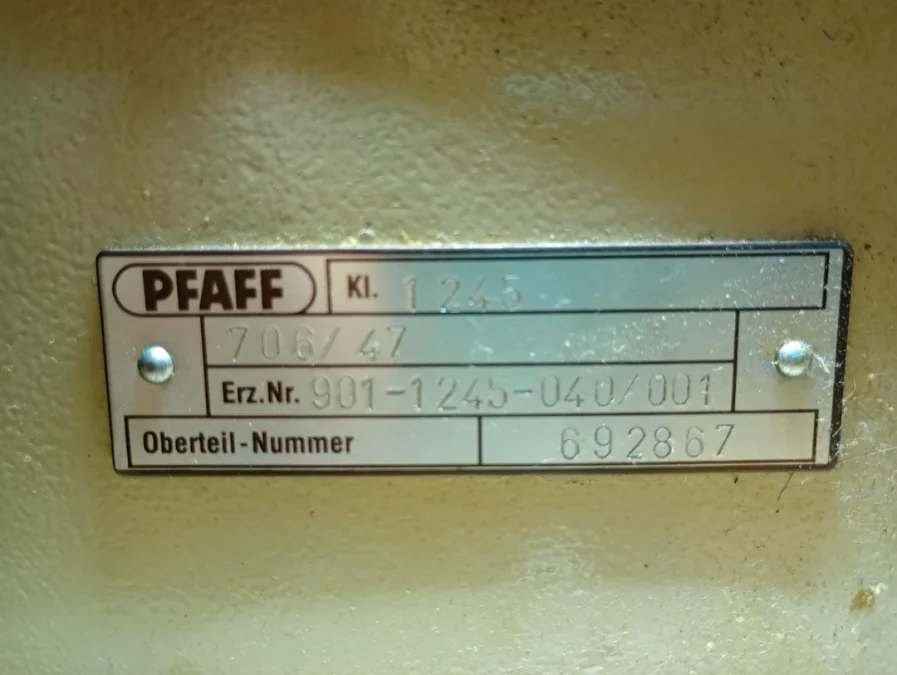 PFAFF Kl. 1245
706/47
Erz.Nr. 901-1245-040/001
Oberteil-Nummer 692867